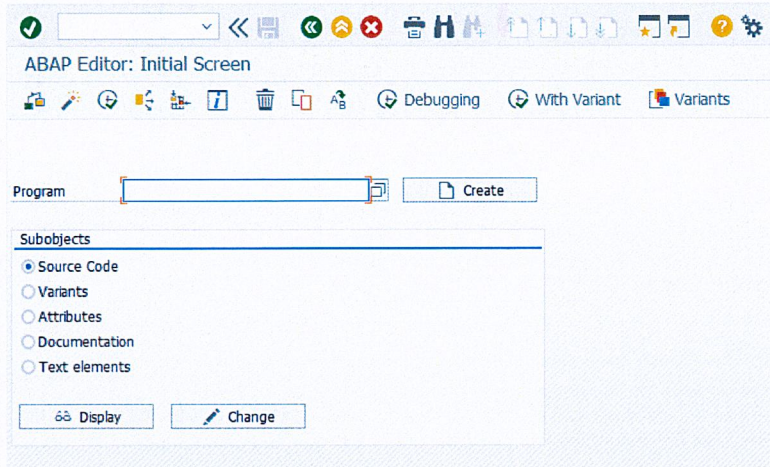 ABAP Editor: Initial Screen
Debugging With Variant Variants
Program Create
Subobjects
Source Code
Variants
Attributes
Documentation
Text elements
Display Change